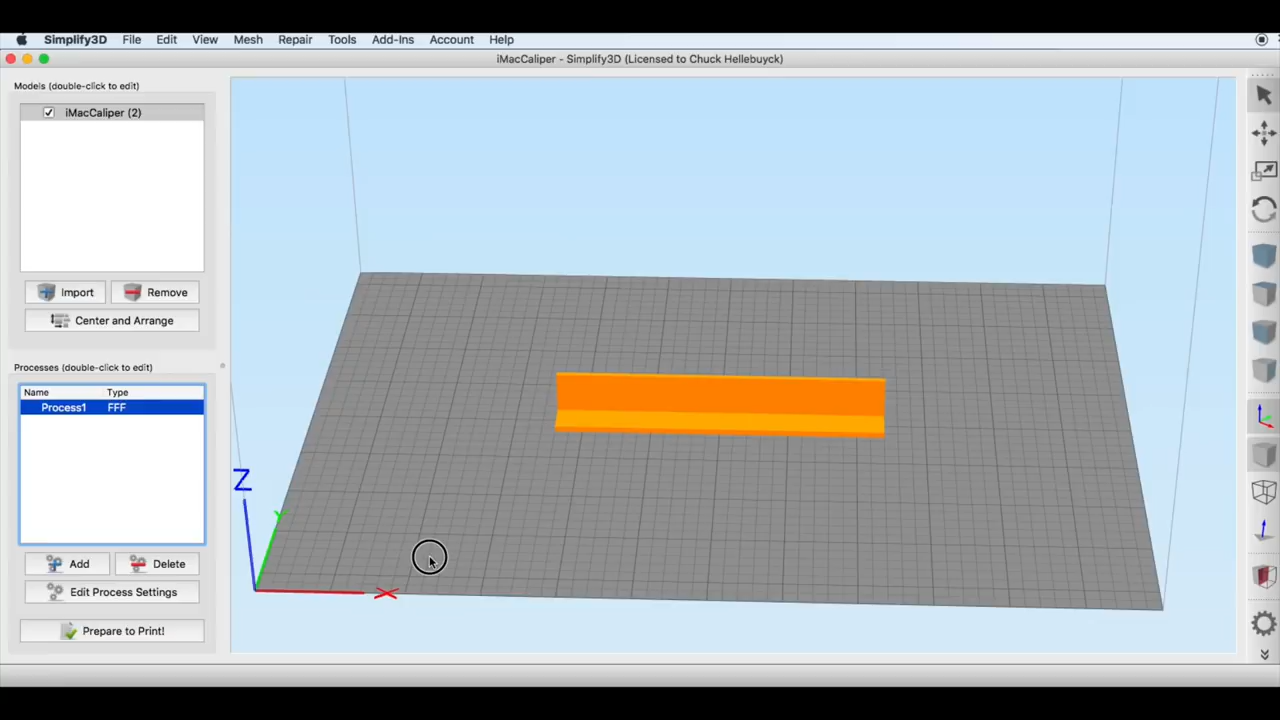 Simplify3D File Edit View Mesh Repair Tools Add-Ins Account Help
iMacCaliper - Simplify3D (Licensed to Chuck Hellebuyck)
Models (double-click to edit)
iMacCaliper (2)
Import Remove
Center and Arrange
Processes (double-click to edit)
Name Type
Process1 FFF
Add Delete
Edit Process Settings
Prepare to Print!
Z
Y
X